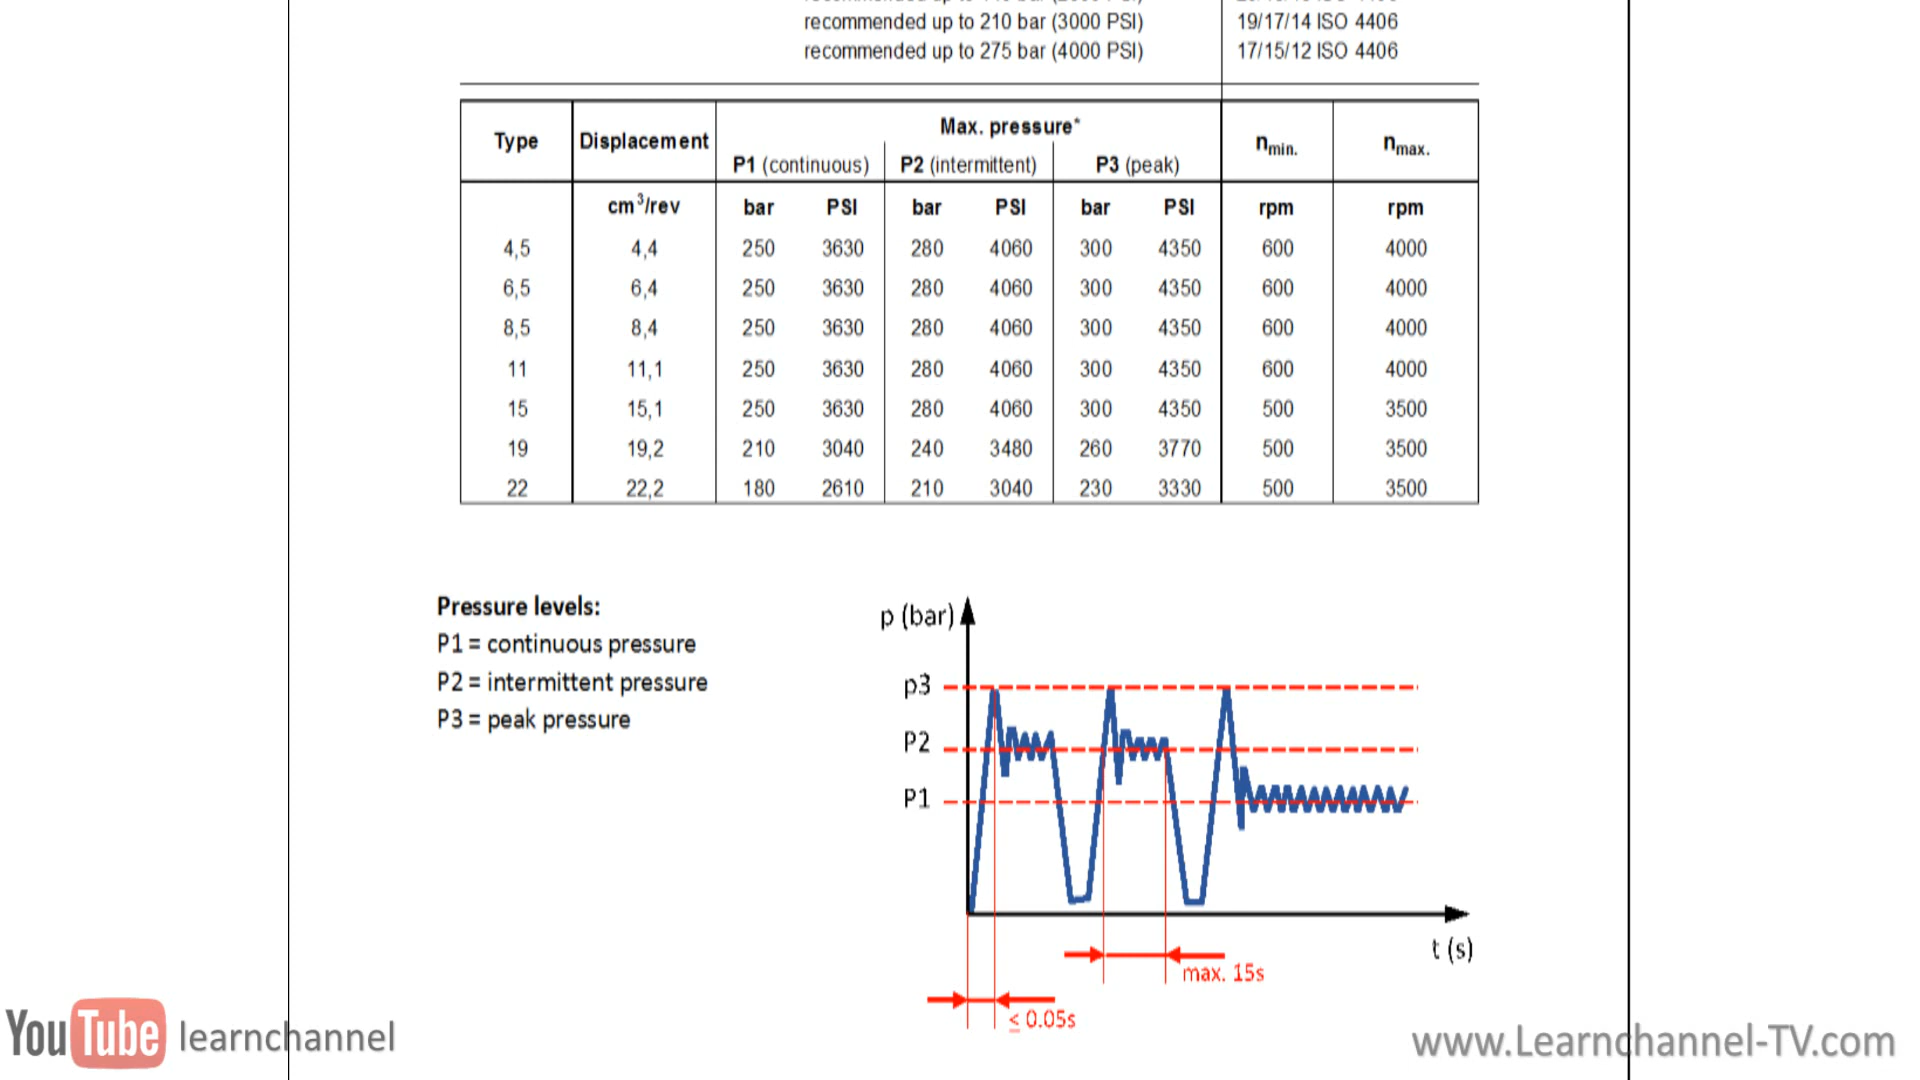 recommended up to 210 bar (3000 PSI) 19/17/14 ISO 4406
recommended up to 275 bar (4000 PSI) 17/15/12 ISO 4406
Type Displacement Max. pressure* n min. n max.
P1 (continuous) P2 (intermittent) P3 (peak)
cm³/rev bar PSI bar PSI bar PSI rpm rpm
4,5 4,4 250 3630 280 4060 300 4350 600 4000
6,5 6,4 250 3630 280 4060 300 4350 600 4000
8,5 8,4 250 3630 280 4060 300 4350 600 4000
11 11,1 250 3630 280 4060 300 4350 600 4000
15 15,1 250 3630 280 4060 300 4350 500 3500
19 19,2 210 3040 240 3480 260 3770 500 3500
22 22,2 180 2610 210 3040 230 3330 500 3500
Pressure levels:
P1 = continuous pressure
P2 = intermittent pressure
P3 = peak pressure
p (bar)
p3
P2
P1
t (s)
max. 15s
≤ 0.05s
YouTube learnchannel
www.Learnchannel-TV.com